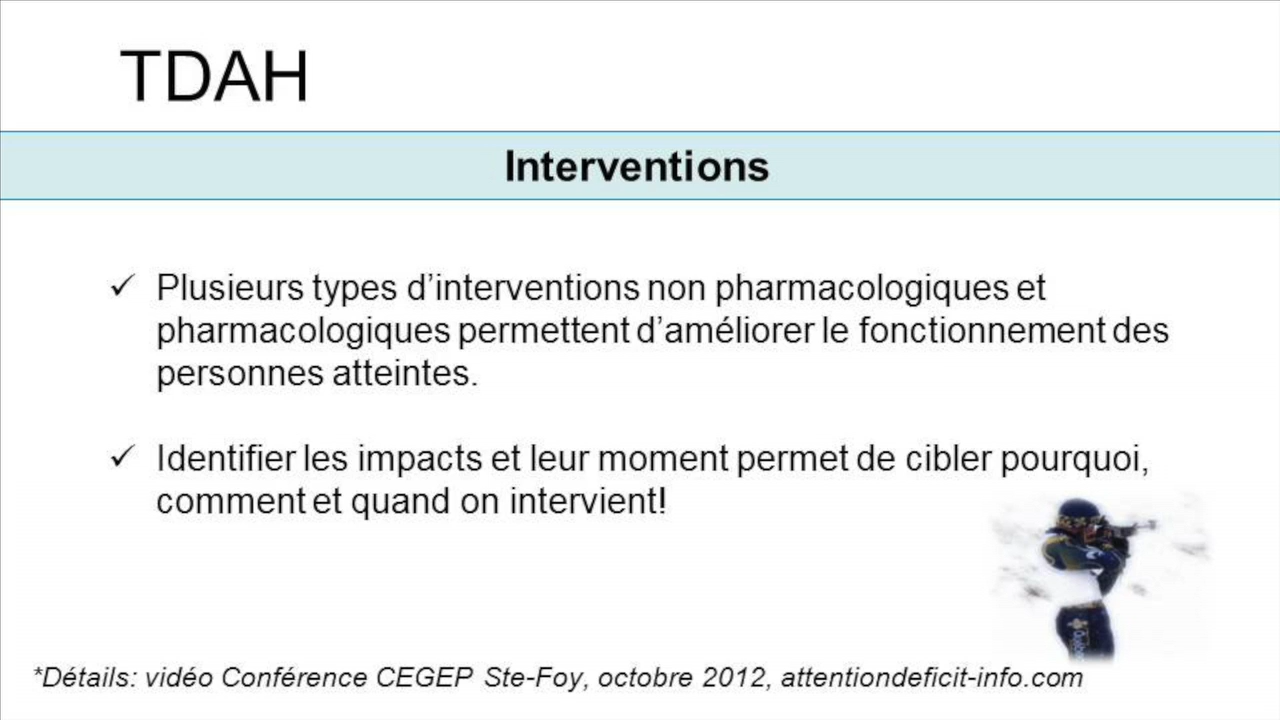 TDAH
Interventions
✓ Plusieurs types d’interventions non pharmacologiques et
pharmacologiques permettent d’améliorer le fonctionnement des
personnes atteintes.
✓ Identifier les impacts et leur moment permet de cibler pourquoi,
comment et quand on intervient!
*Détails: vidéo Conférence CEGEP Ste-Foy, octobre 2012, attentiondeficit-info.com